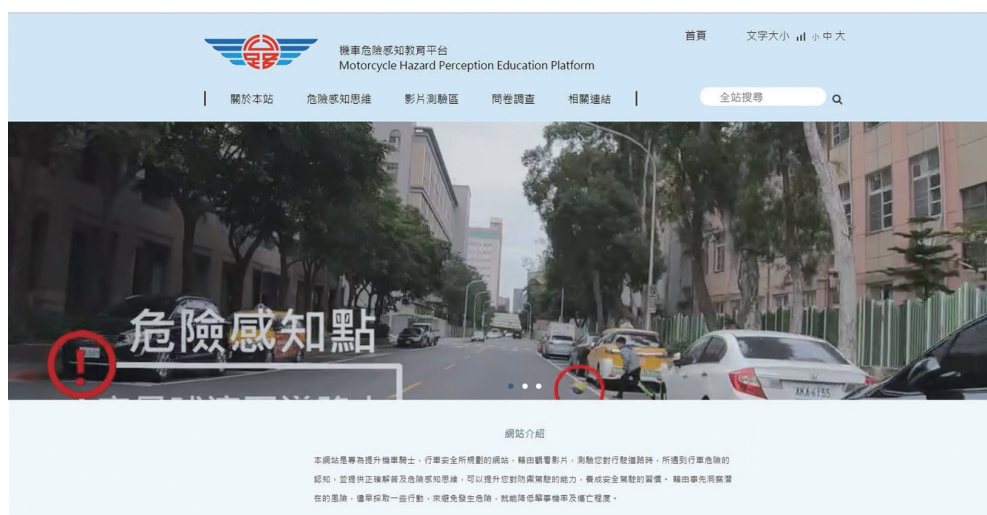 首頁
文字大小 小 中 大
機車危險感知教育平台
Motorcycle Hazard Perception Education Platform
關於本站 危險感知思維 影片測驗區 問卷調查 相關連結
全站搜尋
危險感知點
網站介紹
本網站是專為提升機車騎士，行車安全所規劃的網站，藉由觀看影片，測驗您對行駛道路時，所遇到行車危險的
認知，並提供正確解答及危險感知思維，可以提升您對防禦駕駛的能力，養成安全駕駛的習慣。藉由事先洞察潛
在的風險，儘早採取一些行動，來避免發生危險，就能降低肇事機率及傷亡程度。